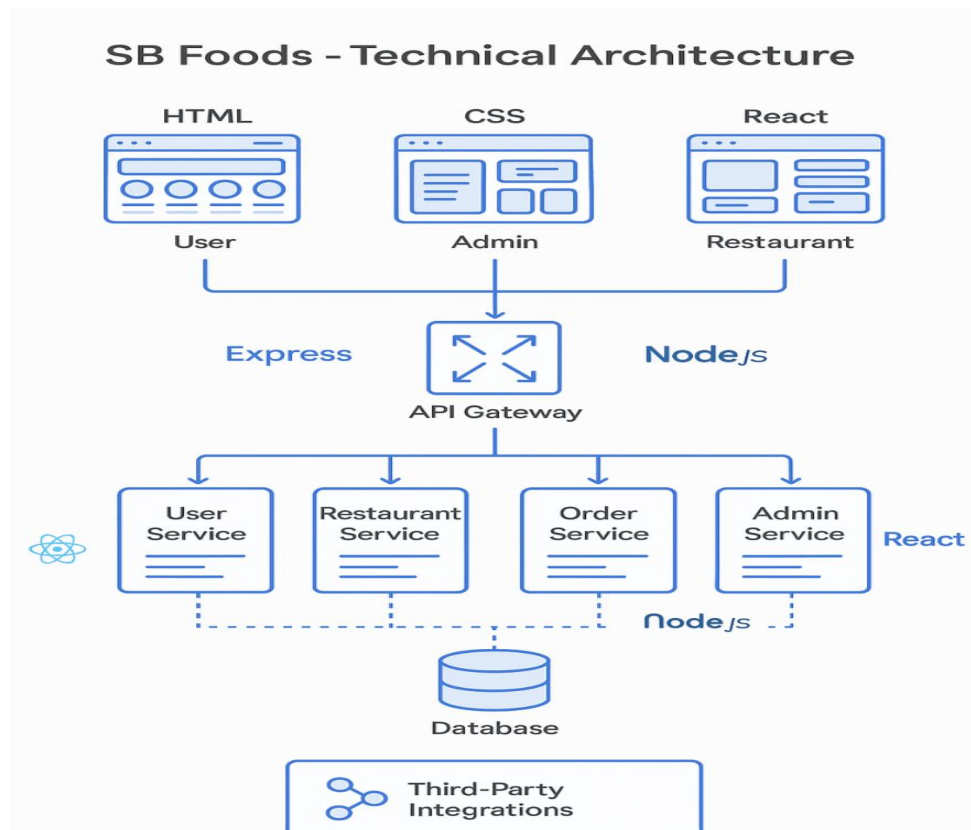 SB Foods - Technical Architecture
HTML
CSS
React
User
Admin
Restaurant
Express
Nodejs
API Gateway
User
Service
Restaurant
Service
Order
Service
Admin
Service
React
nodejs
Database
Third-Party
Integrations